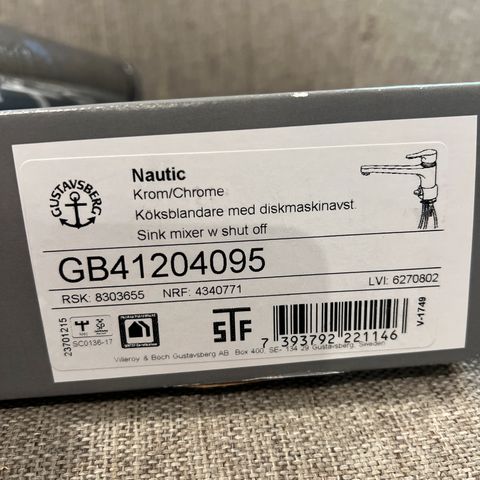 GUSTAVSBERG
Nautic
Krom/Chrome
Köksblandare med diskmaskinavst.
Sink mixer w shut off
GB41204095
RSK: 8303655 NRF: 4340771 LVI: 6270802
23701215
SC0136-17
STF
7 393792 221146
V-1749
Villeroy & Boch Gustavsberg AB Box 400, SE- 134 29 Gustavsberg, Sweden